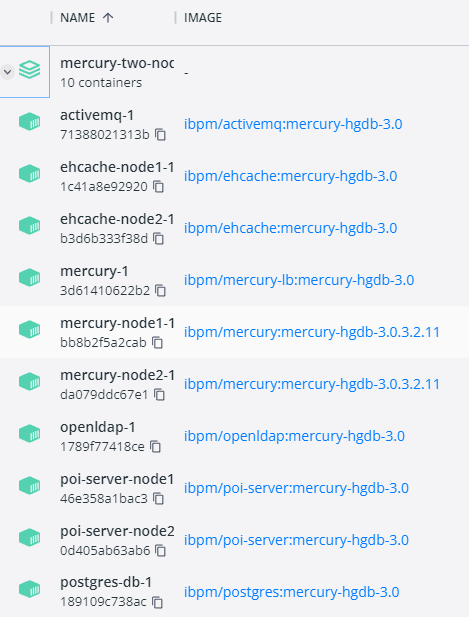 NAME ↑ IMAGE
mercury-two-noc -
10 containers
activemq-1
71388021313b
ibpm/activemq:mercury-hgdb-3.0
ehcache-node1-1
1c41a8e92920
ibpm/ehcache:mercury-hgdb-3.0
ehcache-node2-1
b3d6b333f38d
ibpm/ehcache:mercury-hgdb-3.0
mercury-1
3d61410622b2
ibpm/mercury-lb:mercury-hgdb-3.0
mercury-node1-1
bb8b2f5a2cab
ibpm/mercury:mercury-hgdb-3.0.3.2.11
mercury-node2-1
da079ddc67e1
ibpm/mercury:mercury-hgdb-3.0.3.2.11
openldap-1
1789f77418ce
ibpm/openldap:mercury-hgdb-3.0
poi-server-node1
46e358a1bac3
ibpm/poi-server:mercury-hgdb-3.0
poi-server-node2
0d405ab63ab6
ibpm/poi-server:mercury-hgdb-3.0
postgres-db-1
189109c738ac
ibpm/postgres:mercury-hgdb-3.0